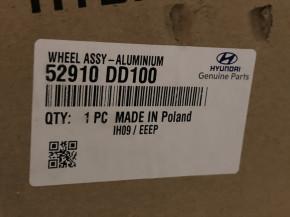 WHEEL ASSY-ALUMINIUM
52910 DD100
HYUNDAI
Genuine Parts
QTY: 1 PC MADE IN Poland
IH09 / EEEP